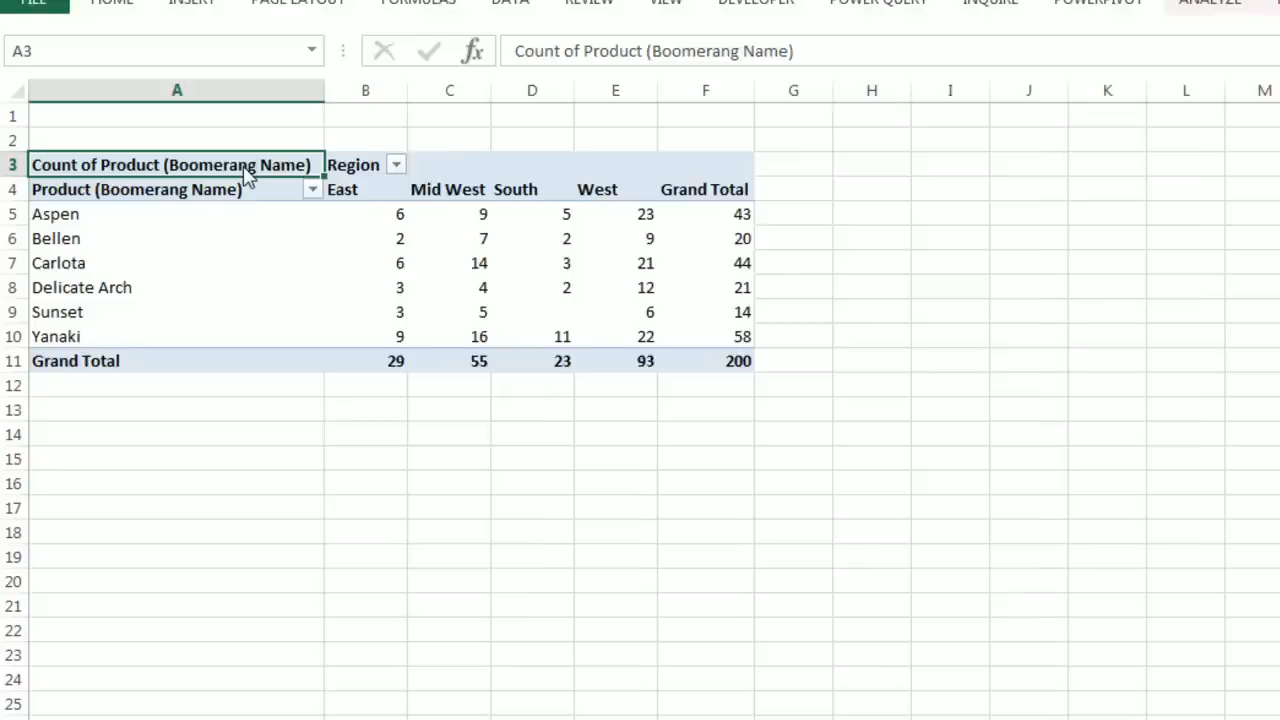 FILE HOME INSERT PAGE LAYOUT FORMULAS DATA REVIEW VIEW DEVELOPER POWER QUERY INQUIRE POWERPIVOT ANALYZE
A3 fx Count of Product (Boomerang Name)
A B C D E F G H I J K L M
1
2
3 Count of Product (Boomerang Name) Region
4 Product (Boomerang Name) East Mid West South West Grand Total
5 Aspen 6 9 5 23 43
6 Bellen 2 7 2 9 20
7 Carlota 6 14 3 21 44
8 Delicate Arch 3 4 2 12 21
9 Sunset 3 5 6 14
10 Yanaki 9 16 11 22 58
11 Grand Total 29 55 23 93 200
12
13
14
15
16
17
18
19
20
21
22
23
24
25